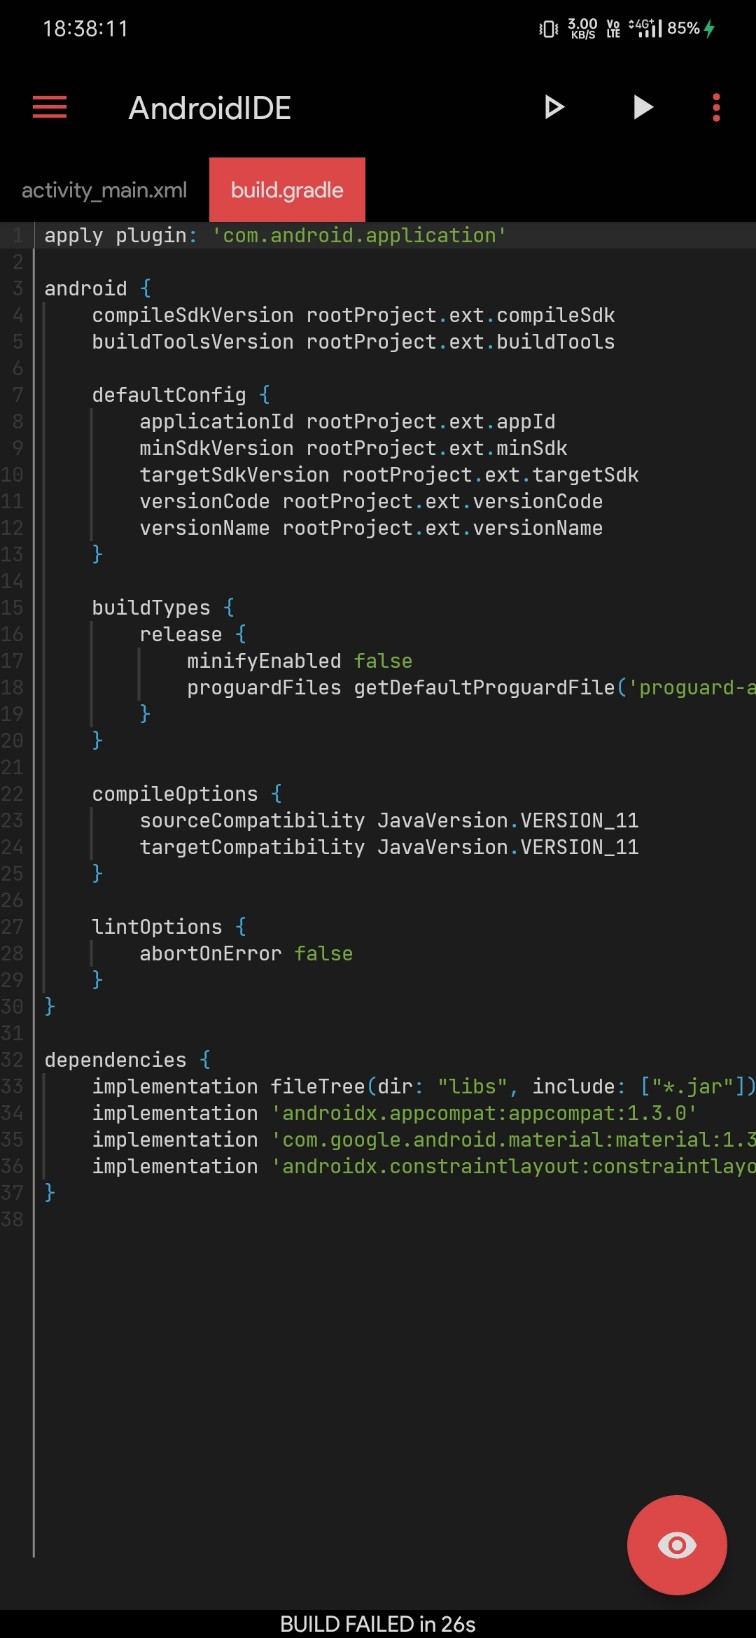 18:38:11
3.00 KB/S Vo LTE 4G+ 85%
AndroidIDE
activity_main.xml build.gradle
1 apply plugin: 'com.android.application'
2
3 android {
4 compileSdkVersion rootProject.ext.compileSdk
5 buildToolsVersion rootProject.ext.buildTools
6
7 defaultConfig {
8 applicationId rootProject.ext.appId
9 minSdkVersion rootProject.ext.minSdk
10 targetSdkVersion rootProject.ext.targetSdk
11 versionCode rootProject.ext.versionCode
12 versionName rootProject.ext.versionName
13 }
14
15 buildTypes {
16 release {
17 minifyEnabled false
18 proguardFiles getDefaultProguardFile('proguard-a
19 }
20 }
21
22 compileOptions {
23 sourceCompatibility JavaVersion.VERSION_11
24 targetCompatibility JavaVersion.VERSION_11
25 }
26
27 lintOptions {
28 abortOnError false
29 }
30 }
31
32 dependencies {
33 implementation fileTree(dir: "libs", include: ["*.jar"])
34 implementation 'androidx.appcompat:appcompat:1.3.0'
35 implementation 'com.google.android.material:material:1.3
36 implementation 'androidx.constraintlayout:constraintlayo
37 }
38
BUILD FAILED in 26s